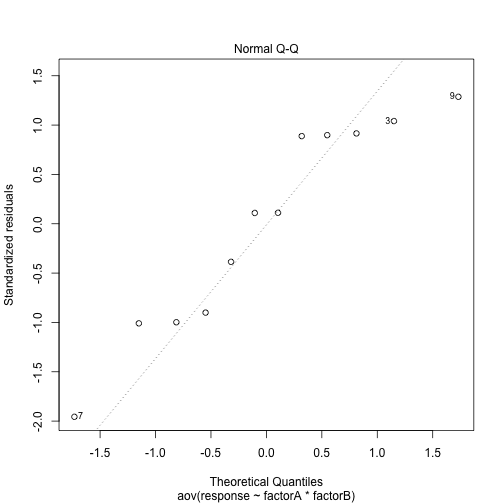 Normal Q-Q
Standardized residuals
1.5
1.0
0.5
0.0
-0.5
-1.0
-1.5
-2.0
9
3
7
-1.5 -1.0 -0.5 0.0 0.5 1.0 1.5
Theoretical Quantiles
aov(response ~ factorA * factorB)